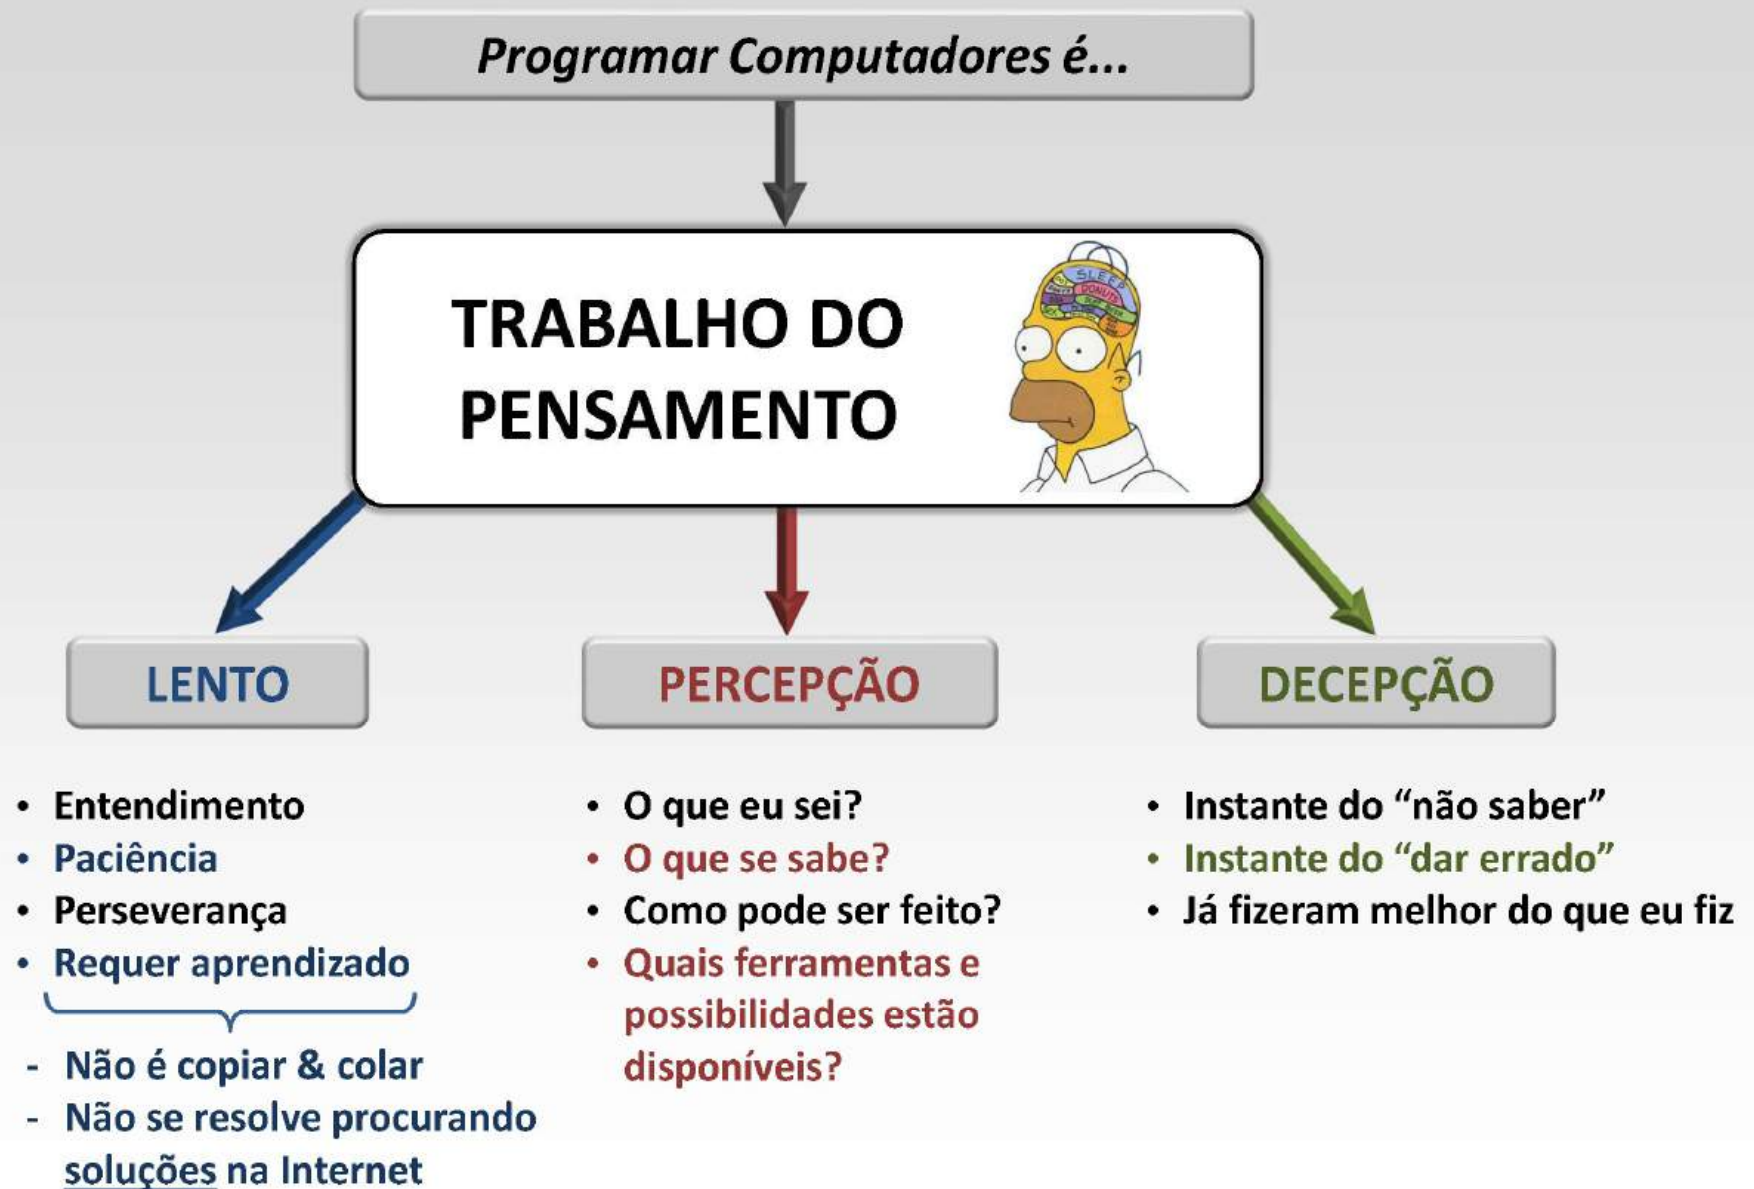 Programar Computadores é...
TRABALHO DO
PENSAMENTO
SLEEP
DONUTS
LENTO
• Entendimento
• Paciência
• Perseverança
• Requer aprendizado
- Não é copiar & colar
- Não se resolve procurando
soluções na Internet
PERCEPÇÃO
• O que eu sei?
• O que se sabe?
• Como pode ser feito?
• Quais ferramentas e
possibilidades estão
disponíveis?
DECEPÇÃO
• Instante do “não saber”
• Instante do “dar errado”
• Já fizeram melhor do que eu fiz